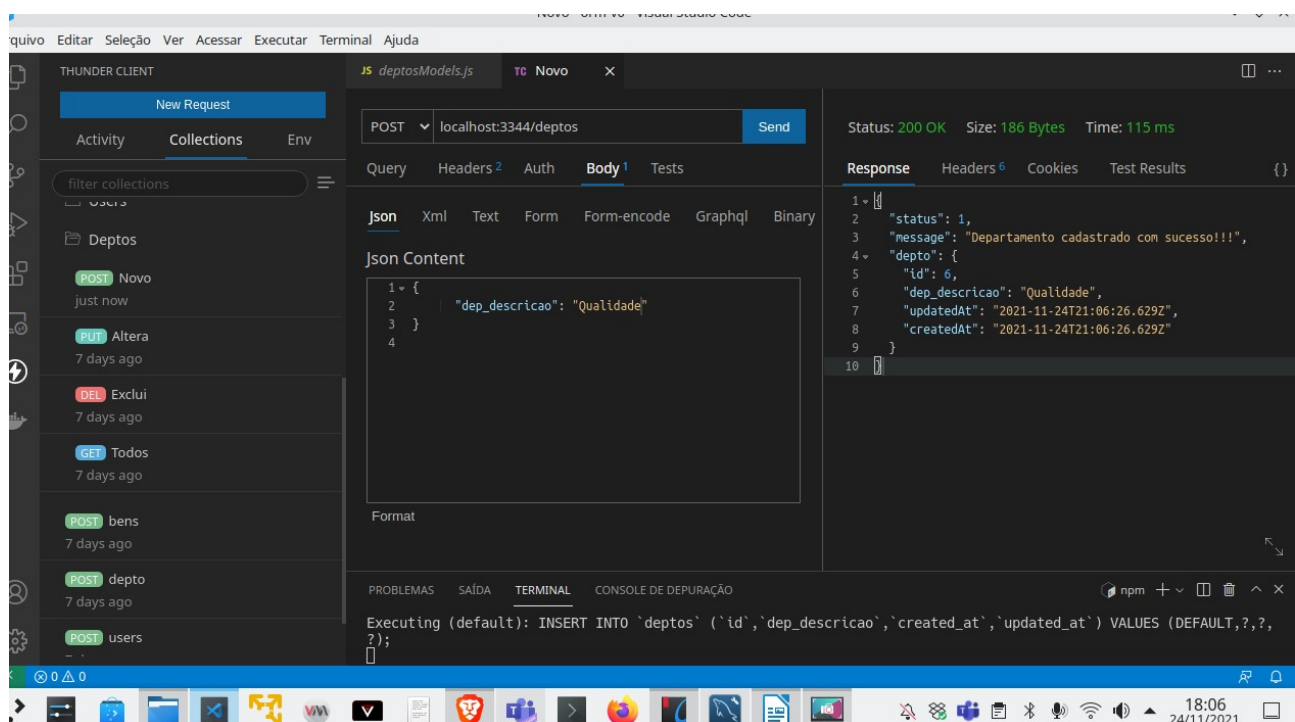 Editar Seleção Ver Acessar Executar Terminal Ajuda
THUNDER CLIENT
New Request
Activity Collections Env
filter collections
Deptos
POST Novo
just now
PUT Altera
7 days ago
DEL Exclui
7 days ago
GET Todos
7 days ago
POST bens
7 days ago
POST depto
7 days ago
POST users
JS deptosModels.js TC Novo
POST localhost:3344/deptos Send
Query Headers 2 Auth Body 1 Tests
Json Xml Text Form Form-encode Graphql Binary
Json Content
1 {
2 "dep_descricao": "Qualidade"
3 }
4
Format
Status: 200 OK Size: 186 Bytes Time: 115 ms
Response Headers 6 Cookies Test Results {}
1 {
2 "status": 1,
3 "message": "Departamento cadastrado com sucesso!!!",
4 "depto": {
5 "id": 6,
6 "dep_descricao": "Qualidade",
7 "updatedAt": "2021-11-24T21:06:26.629Z",
8 "createdAt": "2021-11-24T21:06:26.629Z"
9 }
10 }
PROBLEMAS SAÍDA TERMINAL CONSOLE DE DEPURAÇÃO npm
Executing (default): INSERT INTO `deptos` (`id`,`dep_descricao`,`created_at`,`updated_at`) VALUES (DEFAULT,?,?,
?);
0 0
18:06
24/11/2021